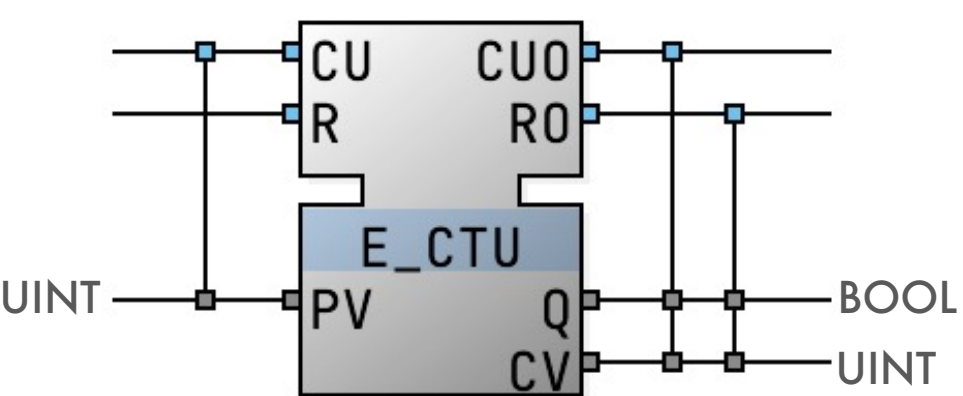 CU CUO
R RO
E_CTU
UINT PV Q BOOL
CV UINT